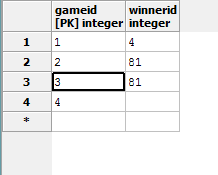 gameid winnerid
[PK] integer integer
1 1 4
2 2 81
3 3 81
4 4
*